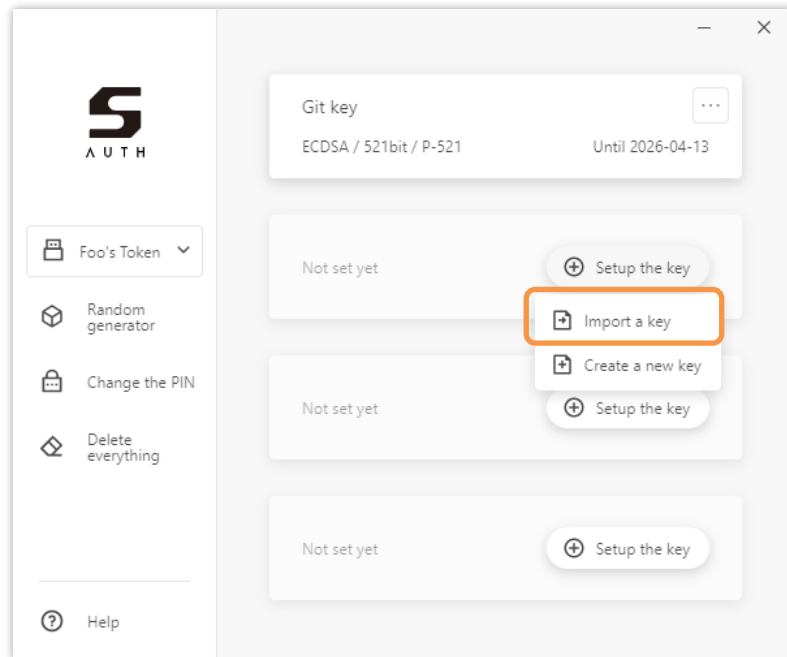 S
AUTH
Foo's Token
Random
generator
Change the PIN
Delete
everything
Help
Git key
...
ECDSA / 521bit / P-521
Until 2026-04-13
Not set yet
Setup the key
Import a key
Create a new key
Not set yet
Setup the key
Not set yet
Setup the key